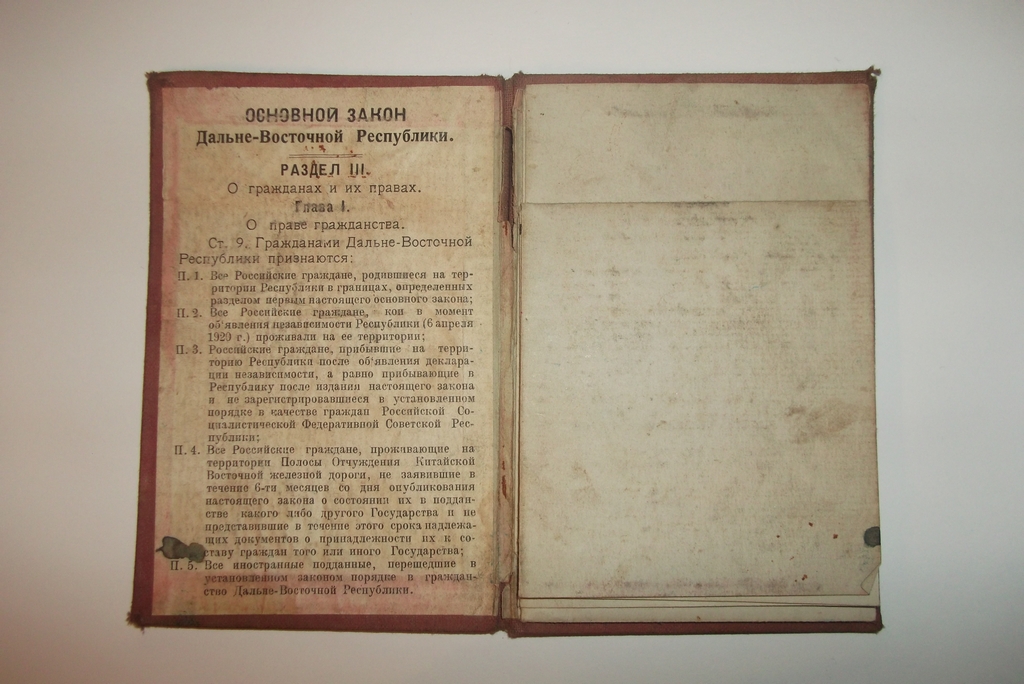 ОСНОВНОЙ ЗАКОН
Дальне-Восточной Республики.
РАЗДЕЛ III.
О гражданах и их правах.
Глава I.
О праве гражданства.
Ст. 9. Гражданами Дальне-Восточной
Республики признаются:
П. 1. Все Российские граждане, родившиеся на тер-
ритории Республики в границах, определенных
разделом первым настоящего основного закона;
П. 2. Все Российские граждане, кои в момент
об'явления независимости Республики (6 апреля
1920 г.) проживали на ее территории;
П. 3. Российские граждане, прибывшие на терри-
торию Республики после об'явления деклара-
ции независимости, а равно прибывающие в
Республику после издания настоящего закона
и не зарегистрировавшиеся в установленном
порядке в качестве граждан Российской Со-
циалистической Федеративной Советской Рес-
публики;
П. 4. Все Российские граждане, проживающие на
территории Полосы Отчуждения Китайской
Восточной железной дороги, не заявившие в
течение 6-ти месяцев со дня опубликования
настоящего закона о состоянии их в поддан-
стве какого либо другого Государства и не
представившие в течение этого срока надлежа-
щих документов о принадлежности их к со-
ставу граждан того или иного Государства;
П. 5. Все иностранные подданные, перешедшие в
установленном законом порядке в граждан-
ство Дальне-Восточной Республики.